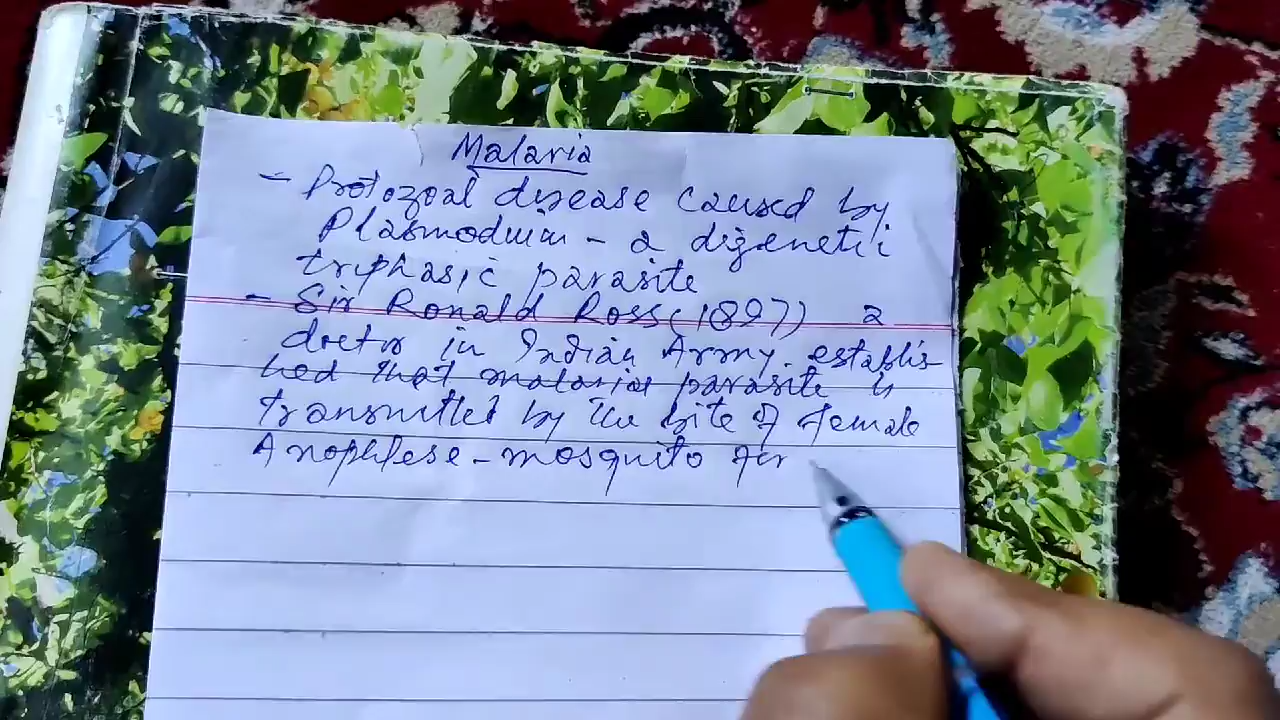 Malaria
- Protozoal disease caused by
Plasmodium - a digenetic
triphasic parasite
- Sir Ronald Ross (1897) a
doctor in Indian Army. establis
hed that malarial parasite is
transmitted by the bite of female
Anophlese - mosquito